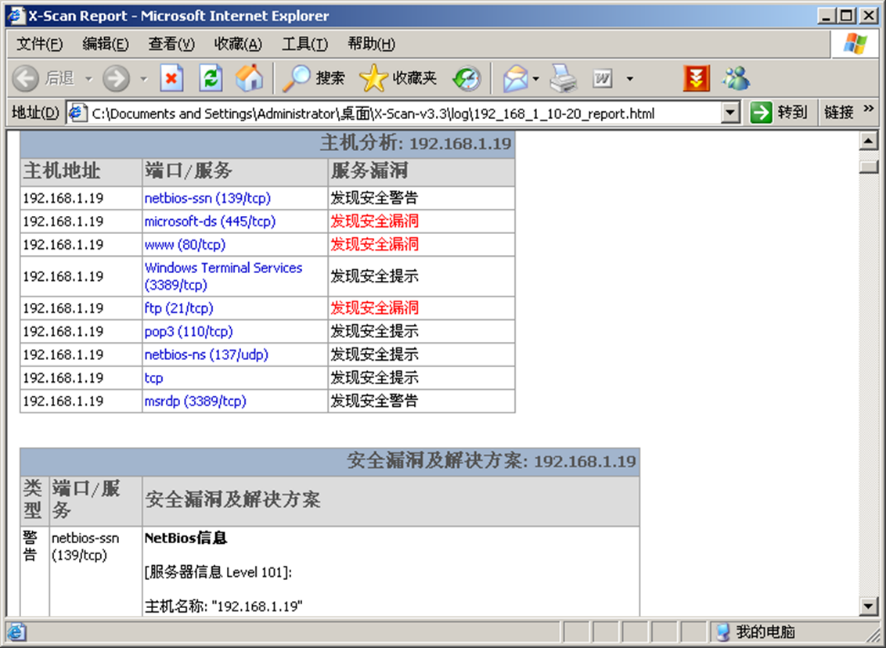 X-Scan Report - Microsoft Internet Explorer
文件(F) 编辑(E) 查看(V) 收藏(A) 工具(T) 帮助(H)
后退 搜索 收藏夹
地址(D) C:\Documents and Settings\Administrator\桌面\X-Scan-v3.3\log\192_168_1_10-20_report.html 转到 链接 »
主机分析: 192.168.1.19
主机地址 端口/服务 服务漏洞
192.168.1.19 netbios-ssn (139/tcp) 发现安全警告
192.168.1.19 microsoft-ds (445/tcp) 发现安全漏洞
192.168.1.19 www (80/tcp) 发现安全漏洞
192.168.1.19 Windows Terminal Services (3389/tcp) 发现安全提示
192.168.1.19 ftp (21/tcp) 发现安全漏洞
192.168.1.19 pop3 (110/tcp) 发现安全提示
192.168.1.19 netbios-ns (137/udp) 发现安全提示
192.168.1.19 tcp 发现安全提示
192.168.1.19 msrdp (3389/tcp) 发现安全警告
安全漏洞及解决方案: 192.168.1.19
类型 端口/服务 安全漏洞及解决方案
警告 netbios-ssn (139/tcp) NetBios信息
[服务器信息 Level 101]:
主机名称: "192.168.1.19"
我的电脑